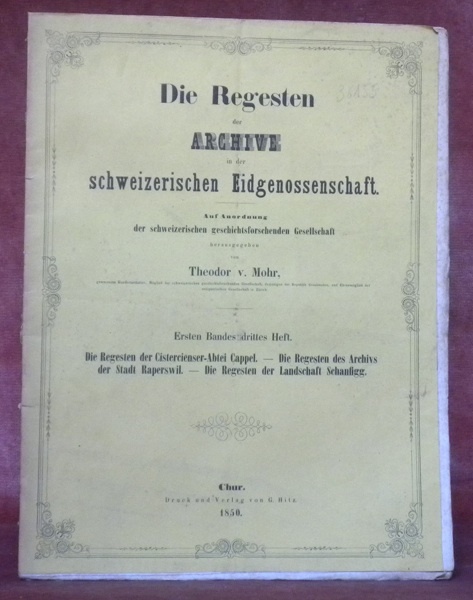 Die Regesten
der
ARCHIVE
in der
schweizerischen Eidgenossenschaft.
Auf Anordnung
der schweizerischen geschichtsforschenden Gesellschaft
herausgegeben
von
Theodor v. Mohr,
Ersten Bandes drittes Heft.
Die Regesten der Cistercienser-Abtei Cappel. — Die Regesten des Archivs
der Stadt Raperswil. — Die Regesten der Landschaft Schanfigg.
Chur.
Druck und Verlag von G. Hitz.
1850.